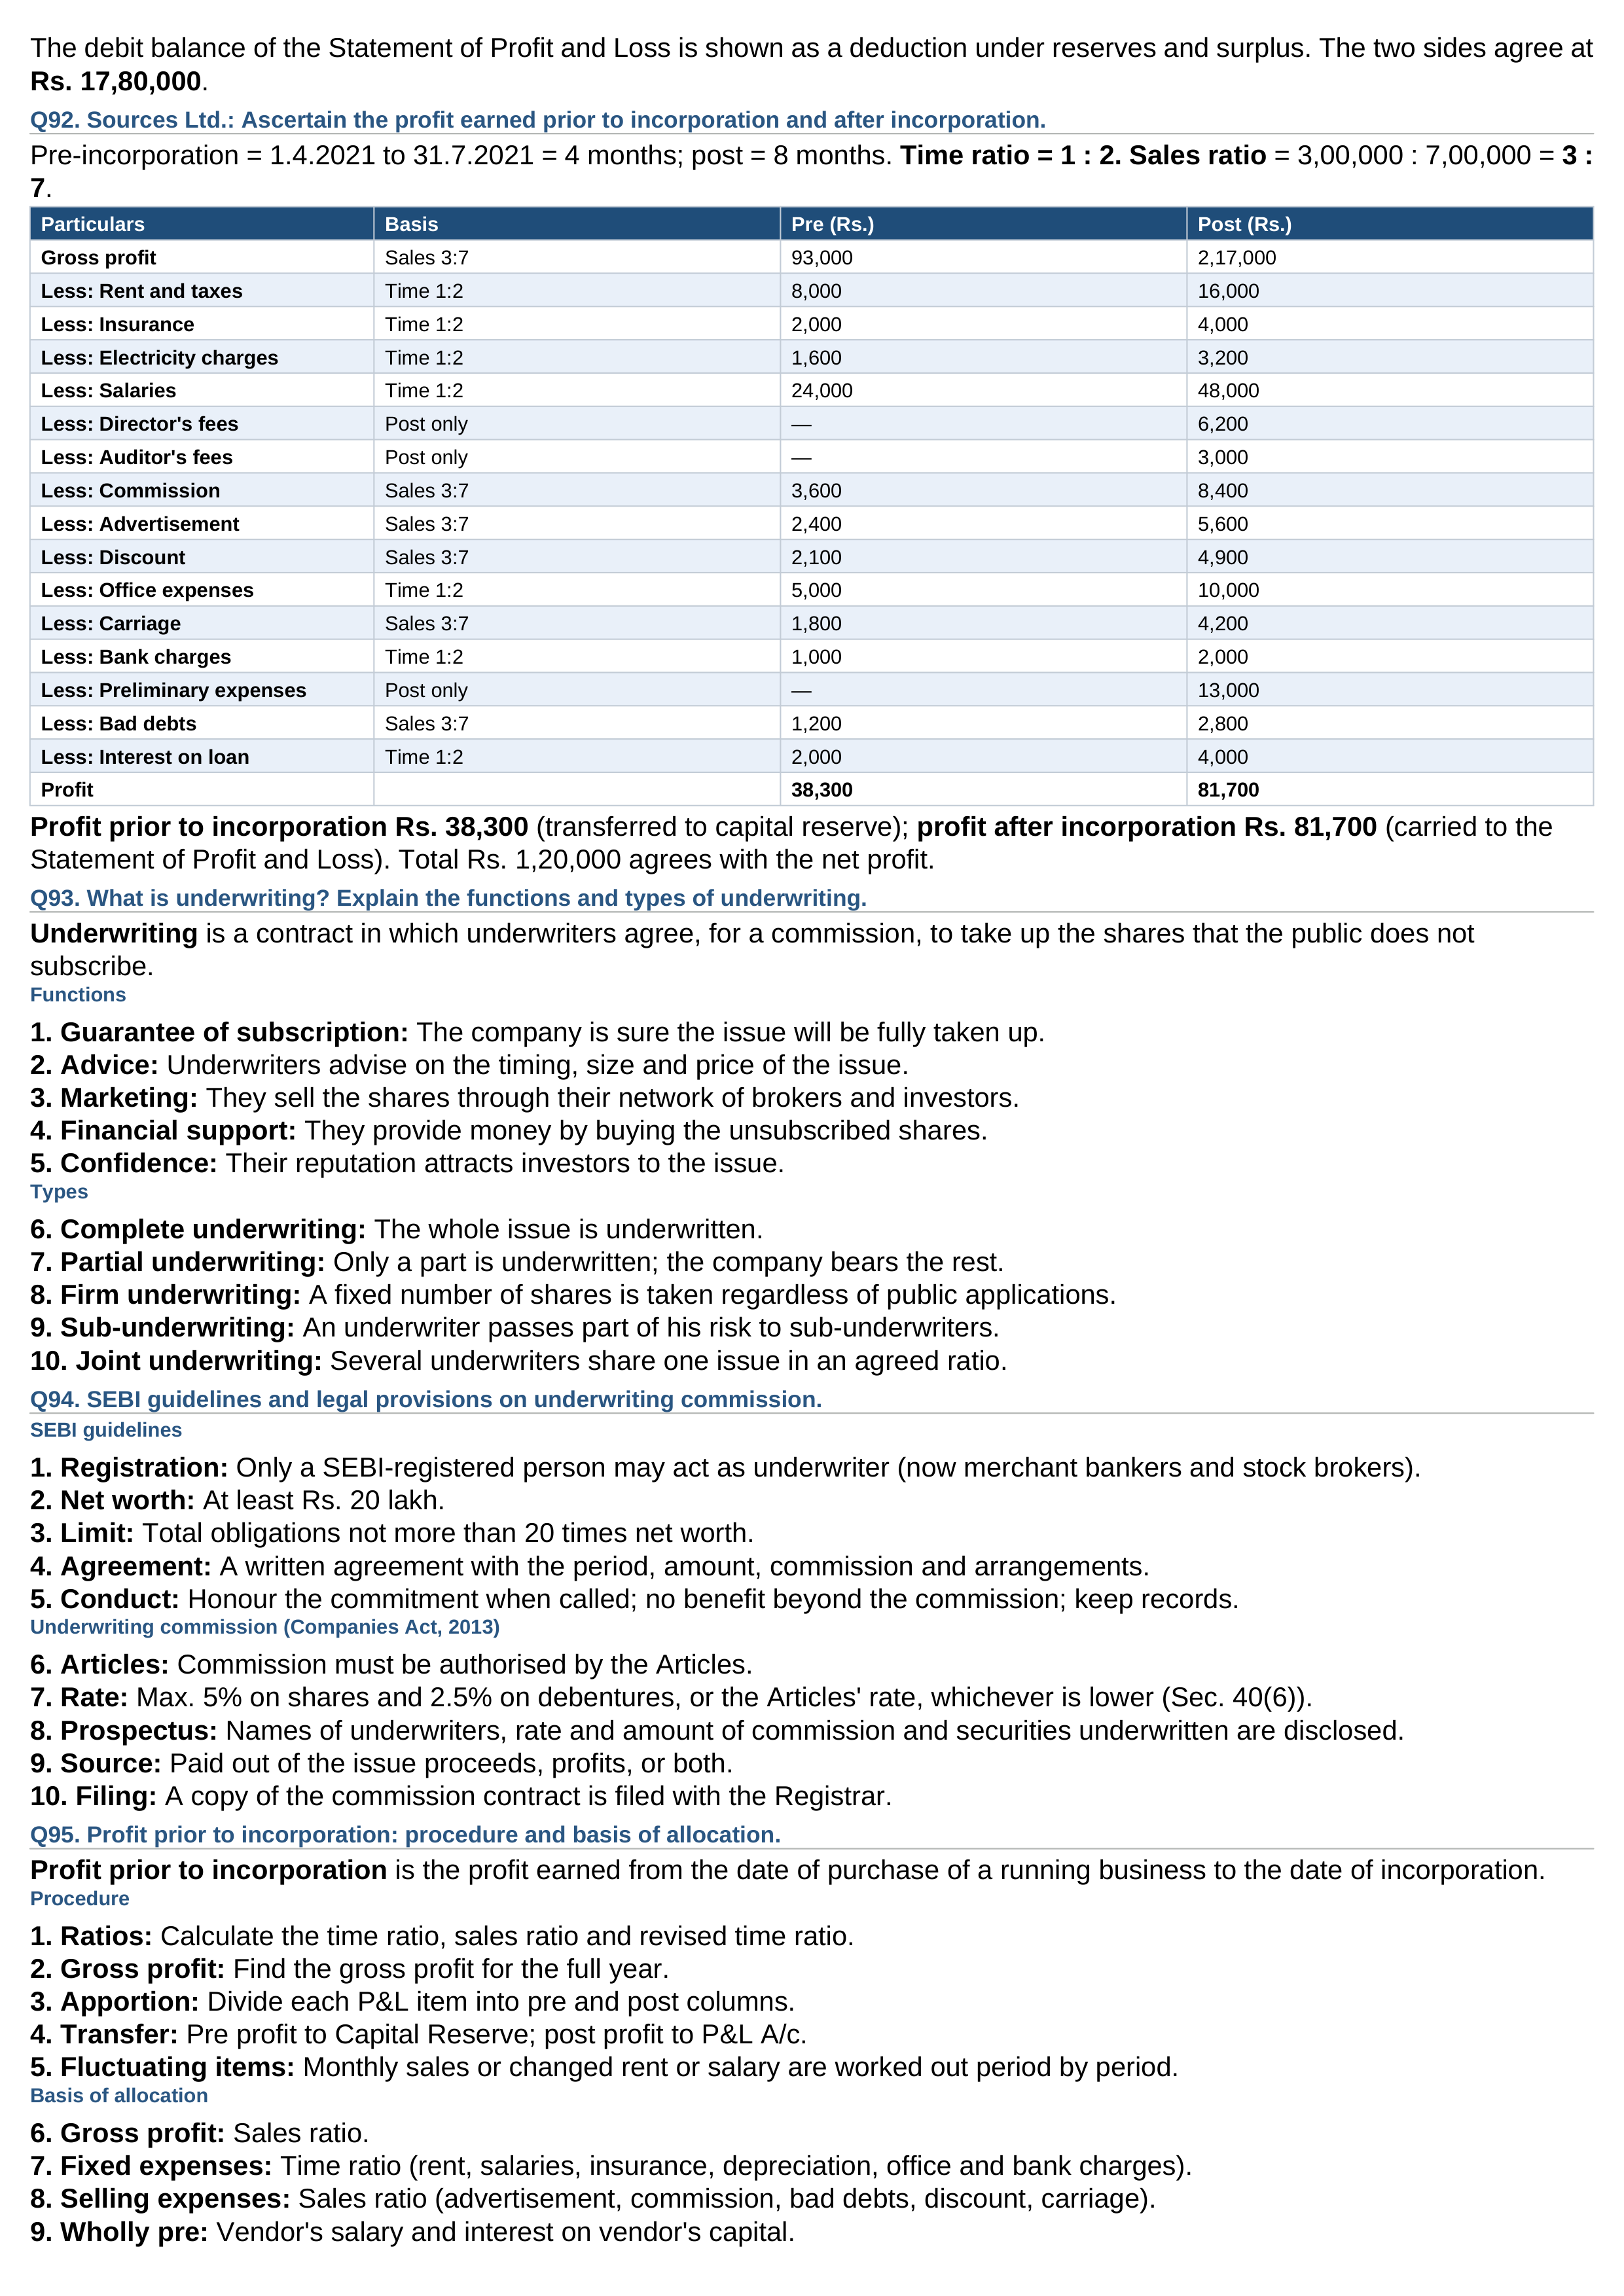 The debit balance of the Statement of Profit and Loss is shown as a deduction under reserves and surplus. The two sides agree at
Rs. 17,80,000.
Q92. Sources Ltd.: Ascertain the profit earned prior to incorporation and after incorporation.
Pre-incorporation = 1.4.2021 to 31.7.2021 = 4 months; post = 8 months. Time ratio = 1 : 2. Sales ratio = 3,00,000 : 7,00,000 = 3 :
7.
Particulars Basis Pre (Rs.) Post (Rs.)
Gross profit Sales 3:7 93,000 2,17,000
Less: Rent and taxes Time 1:2 8,000 16,000
Less: Insurance Time 1:2 2,000 4,000
Less: Electricity charges Time 1:2 1,600 3,200
Less: Salaries Time 1:2 24,000 48,000
Less: Director's fees Post only — 6,200
Less: Auditor's fees Post only — 3,000
Less: Commission Sales 3:7 3,600 8,400
Less: Advertisement Sales 3:7 2,400 5,600
Less: Discount Sales 3:7 2,100 4,900
Less: Office expenses Time 1:2 5,000 10,000
Less: Carriage Sales 3:7 1,800 4,200
Less: Bank charges Time 1:2 1,000 2,000
Less: Preliminary expenses Post only — 13,000
Less: Bad debts Sales 3:7 1,200 2,800
Less: Interest on loan Time 1:2 2,000 4,000
Profit 38,300 81,700
Profit prior to incorporation Rs. 38,300 (transferred to capital reserve); profit after incorporation Rs. 81,700 (carried to the
Statement of Profit and Loss). Total Rs. 1,20,000 agrees with the net profit.
Q93. What is underwriting? Explain the functions and types of underwriting.
Underwriting is a contract in which underwriters agree, for a commission, to take up the shares that the public does not
subscribe.
Functions
1. Guarantee of subscription: The company is sure the issue will be fully taken up.
2. Advice: Underwriters advise on the timing, size and price of the issue.
3. Marketing: They sell the shares through their network of brokers and investors.
4. Financial support: They provide money by buying the unsubscribed shares.
5. Confidence: Their reputation attracts investors to the issue.
Types
6. Complete underwriting: The whole issue is underwritten.
7. Partial underwriting: Only a part is underwritten; the company bears the rest.
8. Firm underwriting: A fixed number of shares is taken regardless of public applications.
9. Sub-underwriting: An underwriter passes part of his risk to sub-underwriters.
10. Joint underwriting: Several underwriters share one issue in an agreed ratio.
Q94. SEBI guidelines and legal provisions on underwriting commission.
SEBI guidelines
1. Registration: Only a SEBI-registered person may act as underwriter (now merchant bankers and stock brokers).
2. Net worth: At least Rs. 20 lakh.
3. Limit: Total obligations not more than 20 times net worth.
4. Agreement: A written agreement with the period, amount, commission and arrangements.
5. Conduct: Honour the commitment when called; no benefit beyond the commission; keep records.
Underwriting commission (Companies Act, 2013)
6. Articles: Commission must be authorised by the Articles.
7. Rate: Max. 5% on shares and 2.5% on debentures, or the Articles' rate, whichever is lower (Sec. 40(6)).
8. Prospectus: Names of underwriters, rate and amount of commission and securities underwritten are disclosed.
9. Source: Paid out of the issue proceeds, profits, or both.
10. Filing: A copy of the commission contract is filed with the Registrar.
Q95. Profit prior to incorporation: procedure and basis of allocation.
Profit prior to incorporation is the profit earned from the date of purchase of a running business to the date of incorporation.
Procedure
1. Ratios: Calculate the time ratio, sales ratio and revised time ratio.
2. Gross profit: Find the gross profit for the full year.
3. Apportion: Divide each P&L item into pre and post columns.
4. Transfer: Pre profit to Capital Reserve; post profit to P&L A/c.
5. Fluctuating items: Monthly sales or changed rent or salary are worked out period by period.
Basis of allocation
6. Gross profit: Sales ratio.
7. Fixed expenses: Time ratio (rent, salaries, insurance, depreciation, office and bank charges).
8. Selling expenses: Sales ratio (advertisement, commission, bad debts, discount, carriage).
9. Wholly pre: Vendor's salary and interest on vendor's capital.